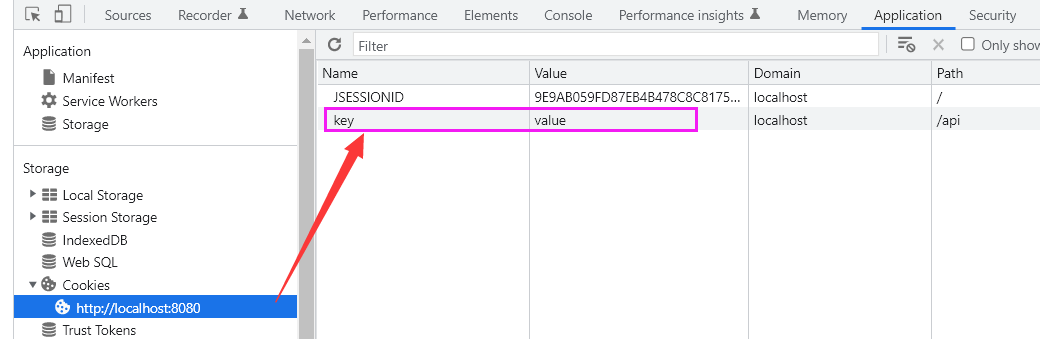 Sources Recorder Network Performance Elements Console Performance insights Memory Application Security
Application
Manifest
Service Workers
Storage
Storage
Local Storage
Session Storage
IndexedDB
Web SQL
Cookies
http://localhost:8080
Trust Tokens
Filter Only show
Name Value Domain Path
JSESSIONID 9E9AB059FD87EB4B478C8C8175... localhost /
key value localhost /api